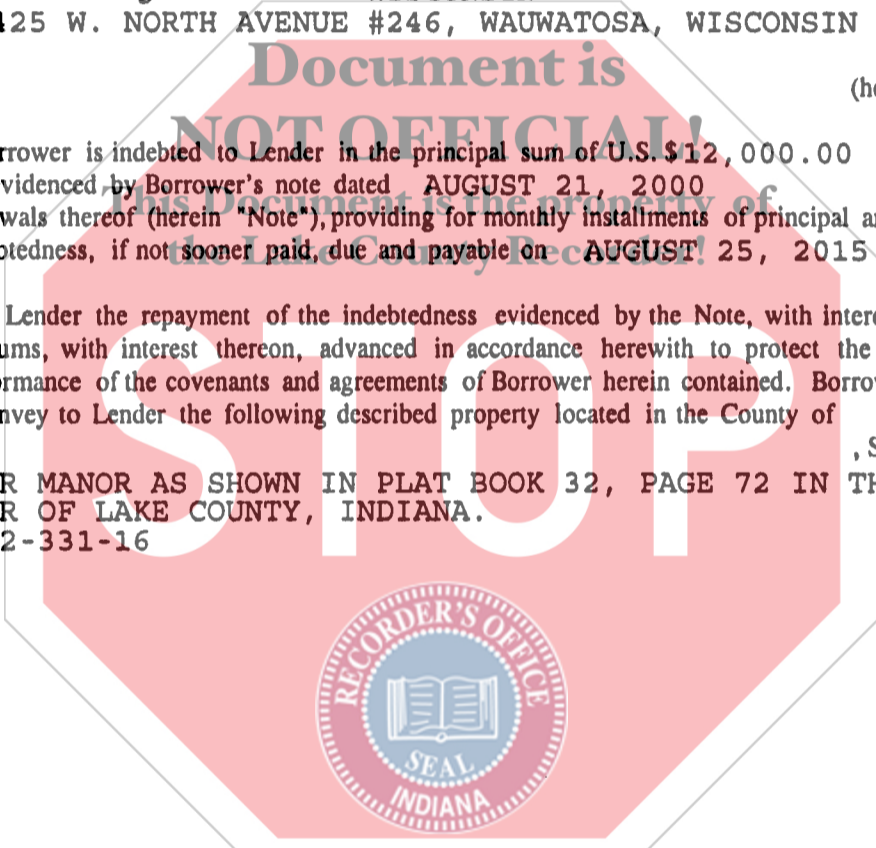 125 W. NORTH AVENUE #246, WAUWATOSA, WISCONSIN
Document is
(he
NOT OFFICIAL!
rrower is indebted to Lender in the principal sum of U.S. $12,000.00
videnced by Borrower's note dated AUGUST 21, 2000
This Document is the property of
wals thereof (herein "Note"), providing for monthly installments of principal a
the Lake County Recorder!
tedness, if not sooner paid, due and payable on AUGUST 25, 2015
Lender the repayment of the indebtedness evidenced by the Note, with inter
ums, with interest thereon, advanced in accordance herewith to protect the
rmance of the covenants and agreements of Borrower herein contained. Borro
nvey to Lender the following described property located in the County of
, S
R MANOR AS SHOWN IN PLAT BOOK 32, PAGE 72 IN TH
R OF LAKE COUNTY, INDIANA.
2-331-16
STOP
RECORDER'S OFFICE
SEAL
INDIANA